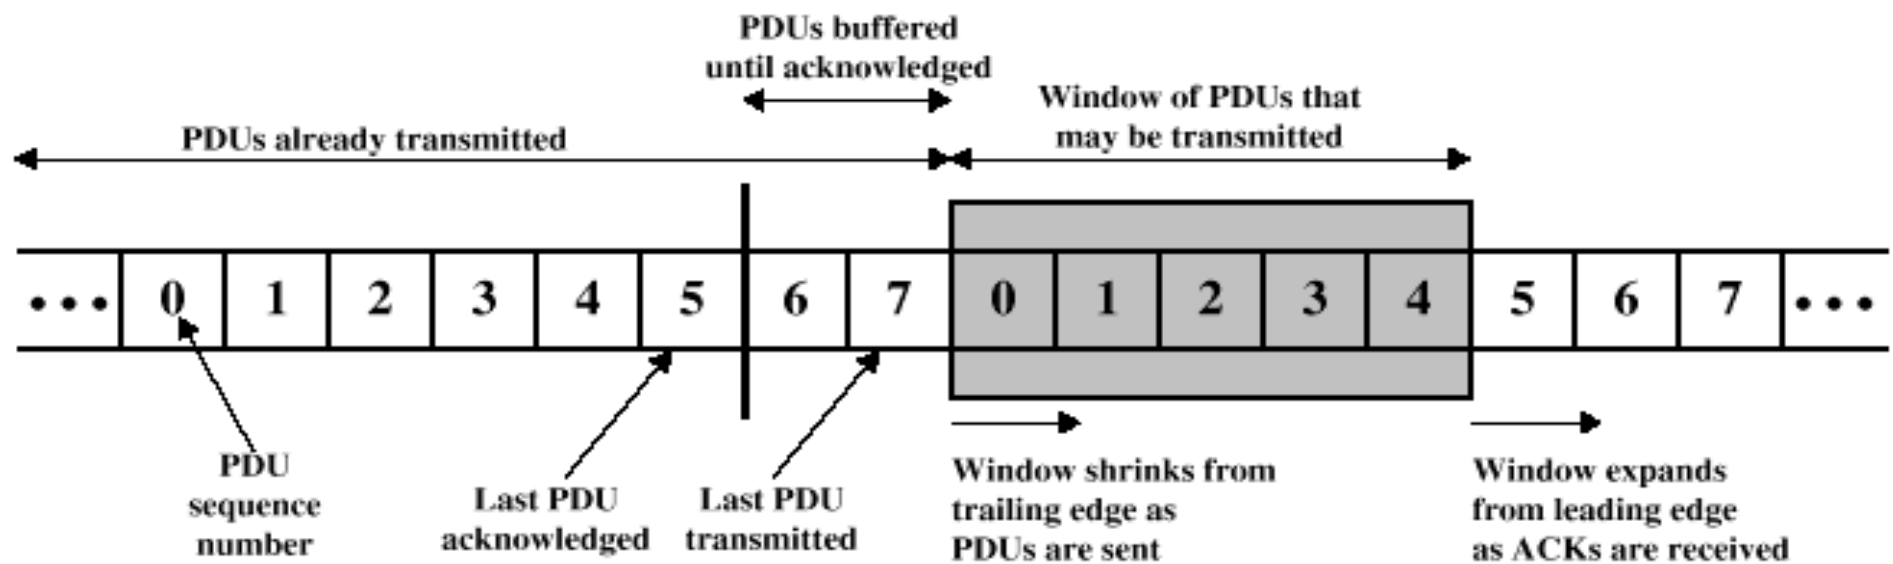 PDUs buffered
until acknowledged
Window of PDUs that
may be transmitted
PDUs already transmitted
••• 0 1 2 3 4 5 6 7 0 1 2 3 4 5 6 7 •••
PDU
sequence
number
Last PDU
acknowledged
Last PDU
transmitted
Window shrinks from
trailing edge as
PDUs are sent
Window expands
from leading edge
as ACKs are received